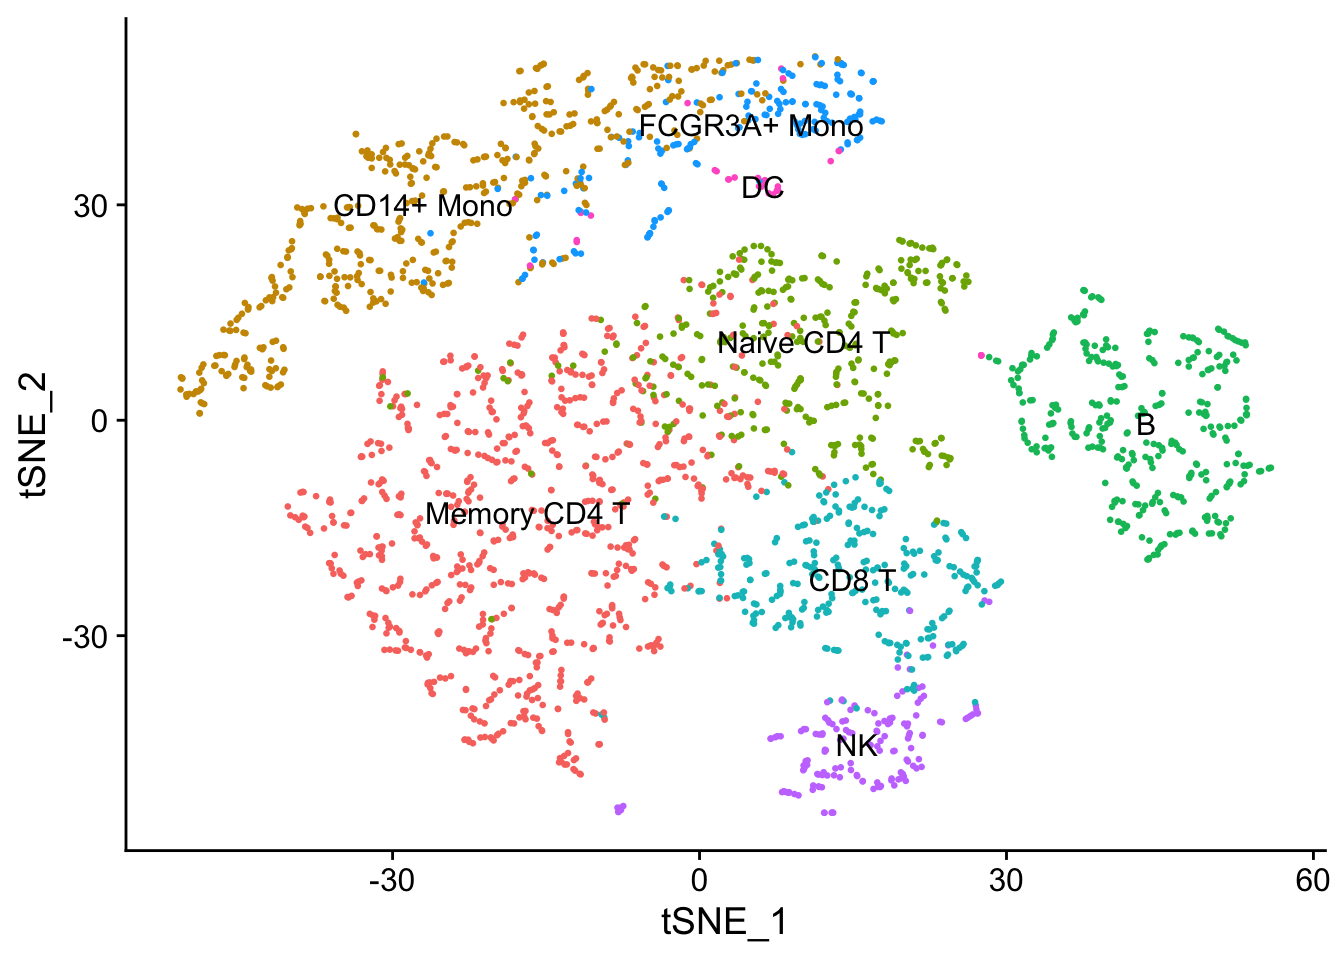 FCGR3A+ Mono
DC
CD14+ Mono
Naive CD4 T
B
Memory CD4 T
CD8 T
NK
30
0
-30
tSNE_2
-30
0
30
60
tSNE_1